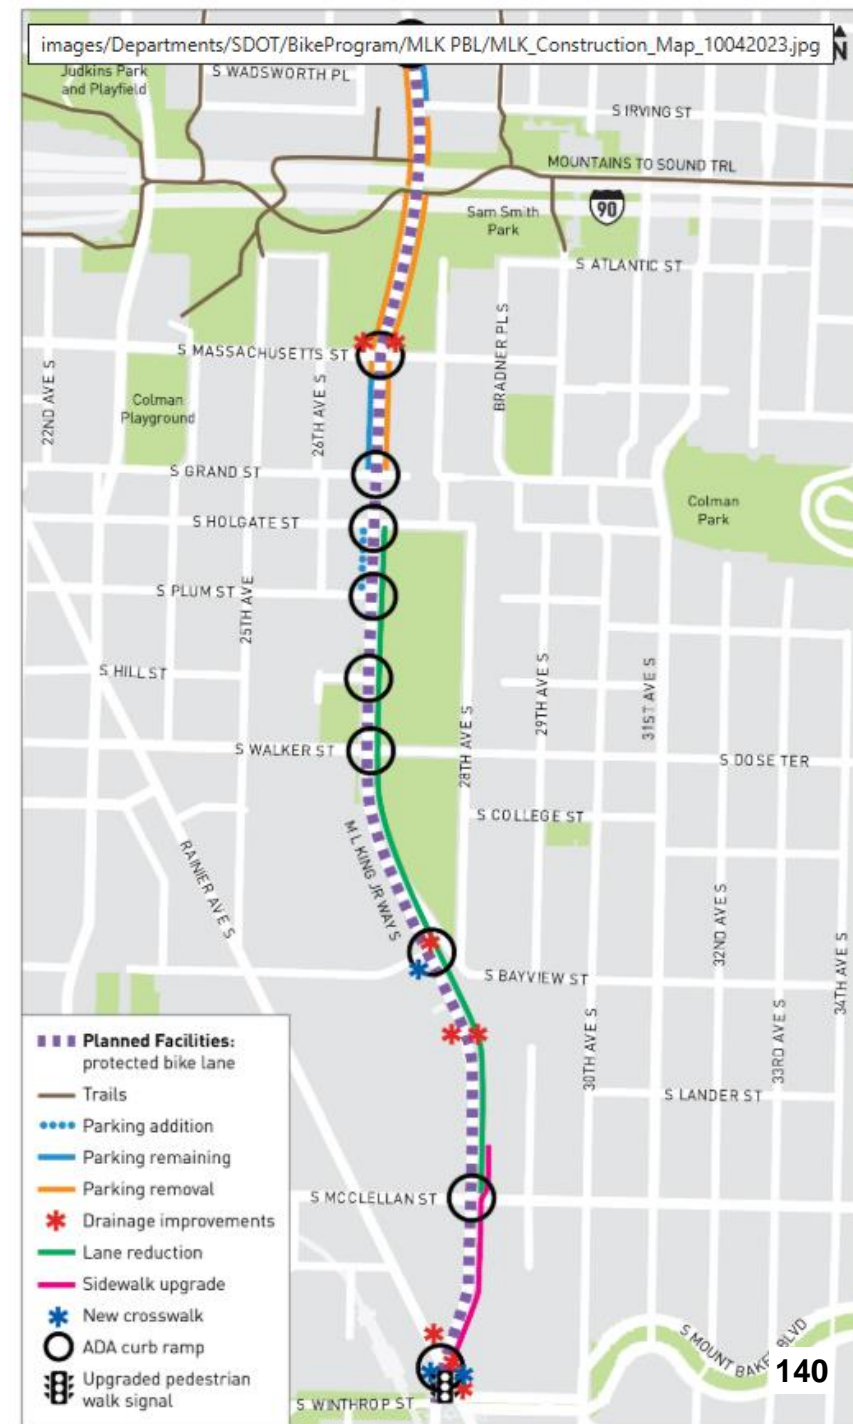 images/Departments/SDOT/BikeProgram/MLK PBL/MLK_Construction_Map_10042023.jpg
N
Judkins Park
and Playfield
S WADSWORTH PL
S IRVING ST
MOUNTAINS TO SOUND TRL
90
Sam Smith
Park
S ATLANTIC ST
S MASSACHUSETTS ST
BRADNER PL S
22ND AVE S
26TH AVE S
Colman
Playground
S GRAND ST
Colman
Park
S HOLGATE ST
S PLUM ST
25TH AVE
S HILL ST
29TH AVE S
31ST AVE S
28TH AVE S
S WALKER ST
S DOSE TER
S COLLEGE ST
M L KING JR WAY S
RAINIER AVE S
32ND AVE S
34TH AVE S
S BAYVIEW ST
30TH AVE S
33RD AVE S
S LANDER ST
S MCCLELLAN ST
S MOUNT BAKER BLVD
S WINTHROP ST
Planned Facilities:
protected bike lane
Trails
Parking addition
Parking remaining
Parking removal
Drainage improvements
Lane reduction
Sidewalk upgrade
New crosswalk
ADA curb ramp
Upgraded pedestrian
walk signal
140